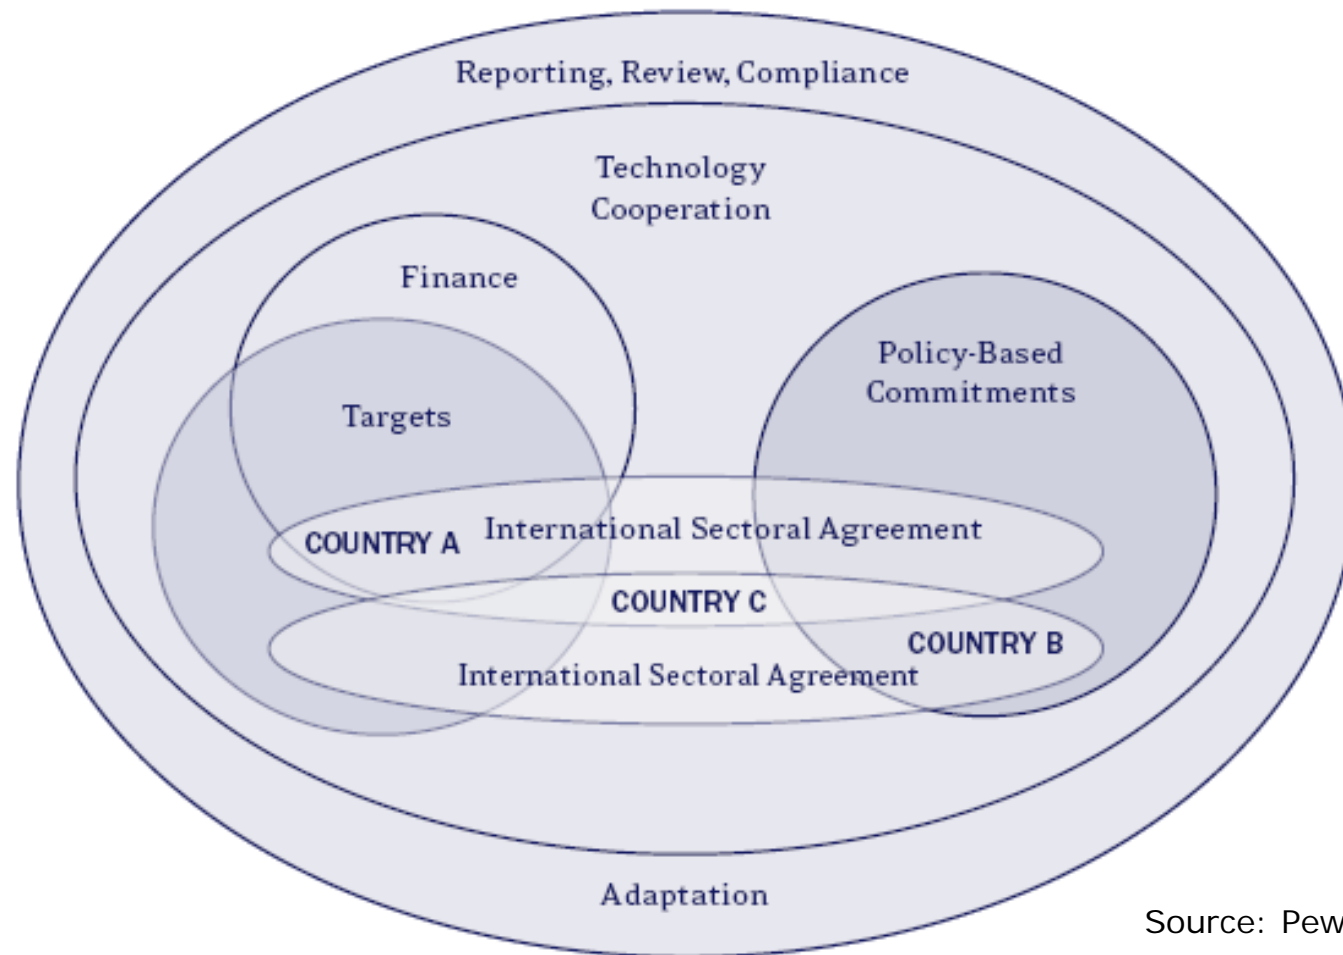 Reporting, Review, Compliance
Technology
Cooperation
Finance
Policy-Based
Commitments
Targets
International Sectoral Agreement
COUNTRY A
COUNTRY C
COUNTRY B
International Sectoral Agreement
Adaptation
Source: Pew